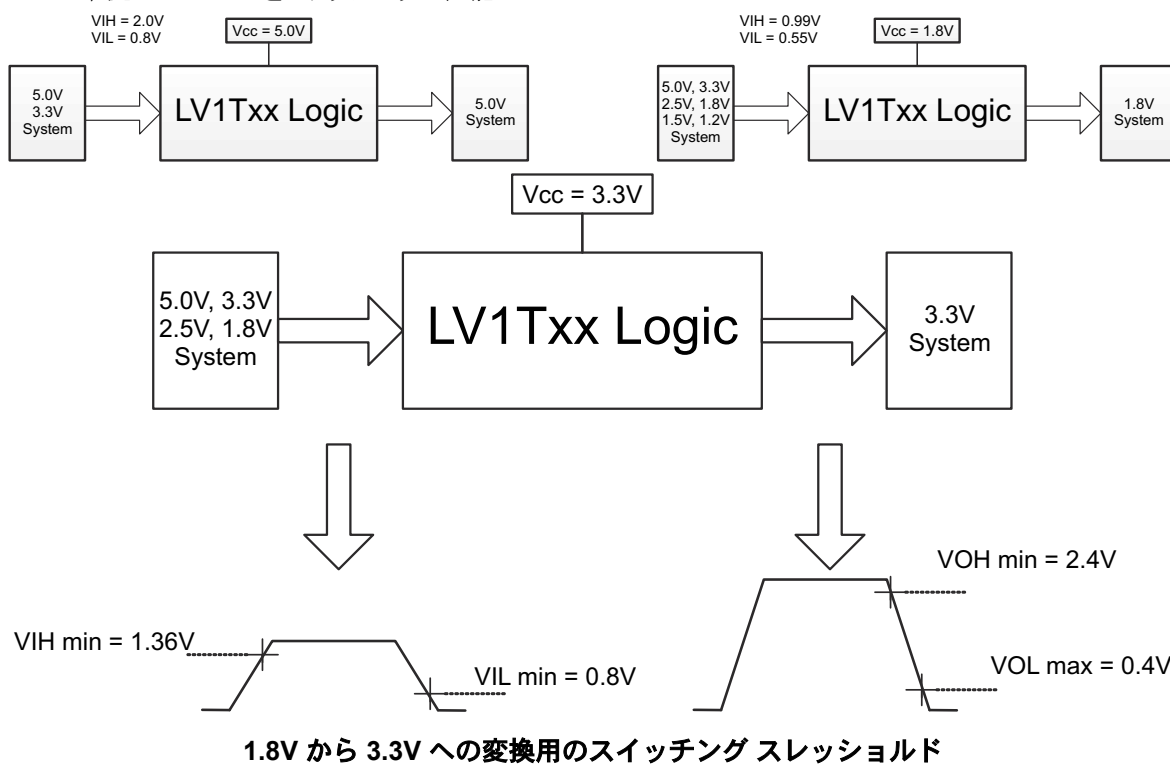 VIH = 2.0V
VIL = 0.8V
Vcc = 5.0V
5.0V
3.3V
System
LV1Txx Logic
5.0V
System
VIH = 0.99V
VIL = 0.55V
Vcc = 1.8V
5.0V, 3.3V
2.5V, 1.8V
1.5V, 1.2V
System
LV1Txx Logic
1.8V
System
Vcc = 3.3V
5.0V, 3.3V
2.5V, 1.8V
System
LV1Txx Logic
3.3V
System
VIH min = 1.36V
VIL min = 0.8V
VOH min = 2.4V
VOL max = 0.4V
1.8V から 3.3V への変換用のスイッチング スレッショルド